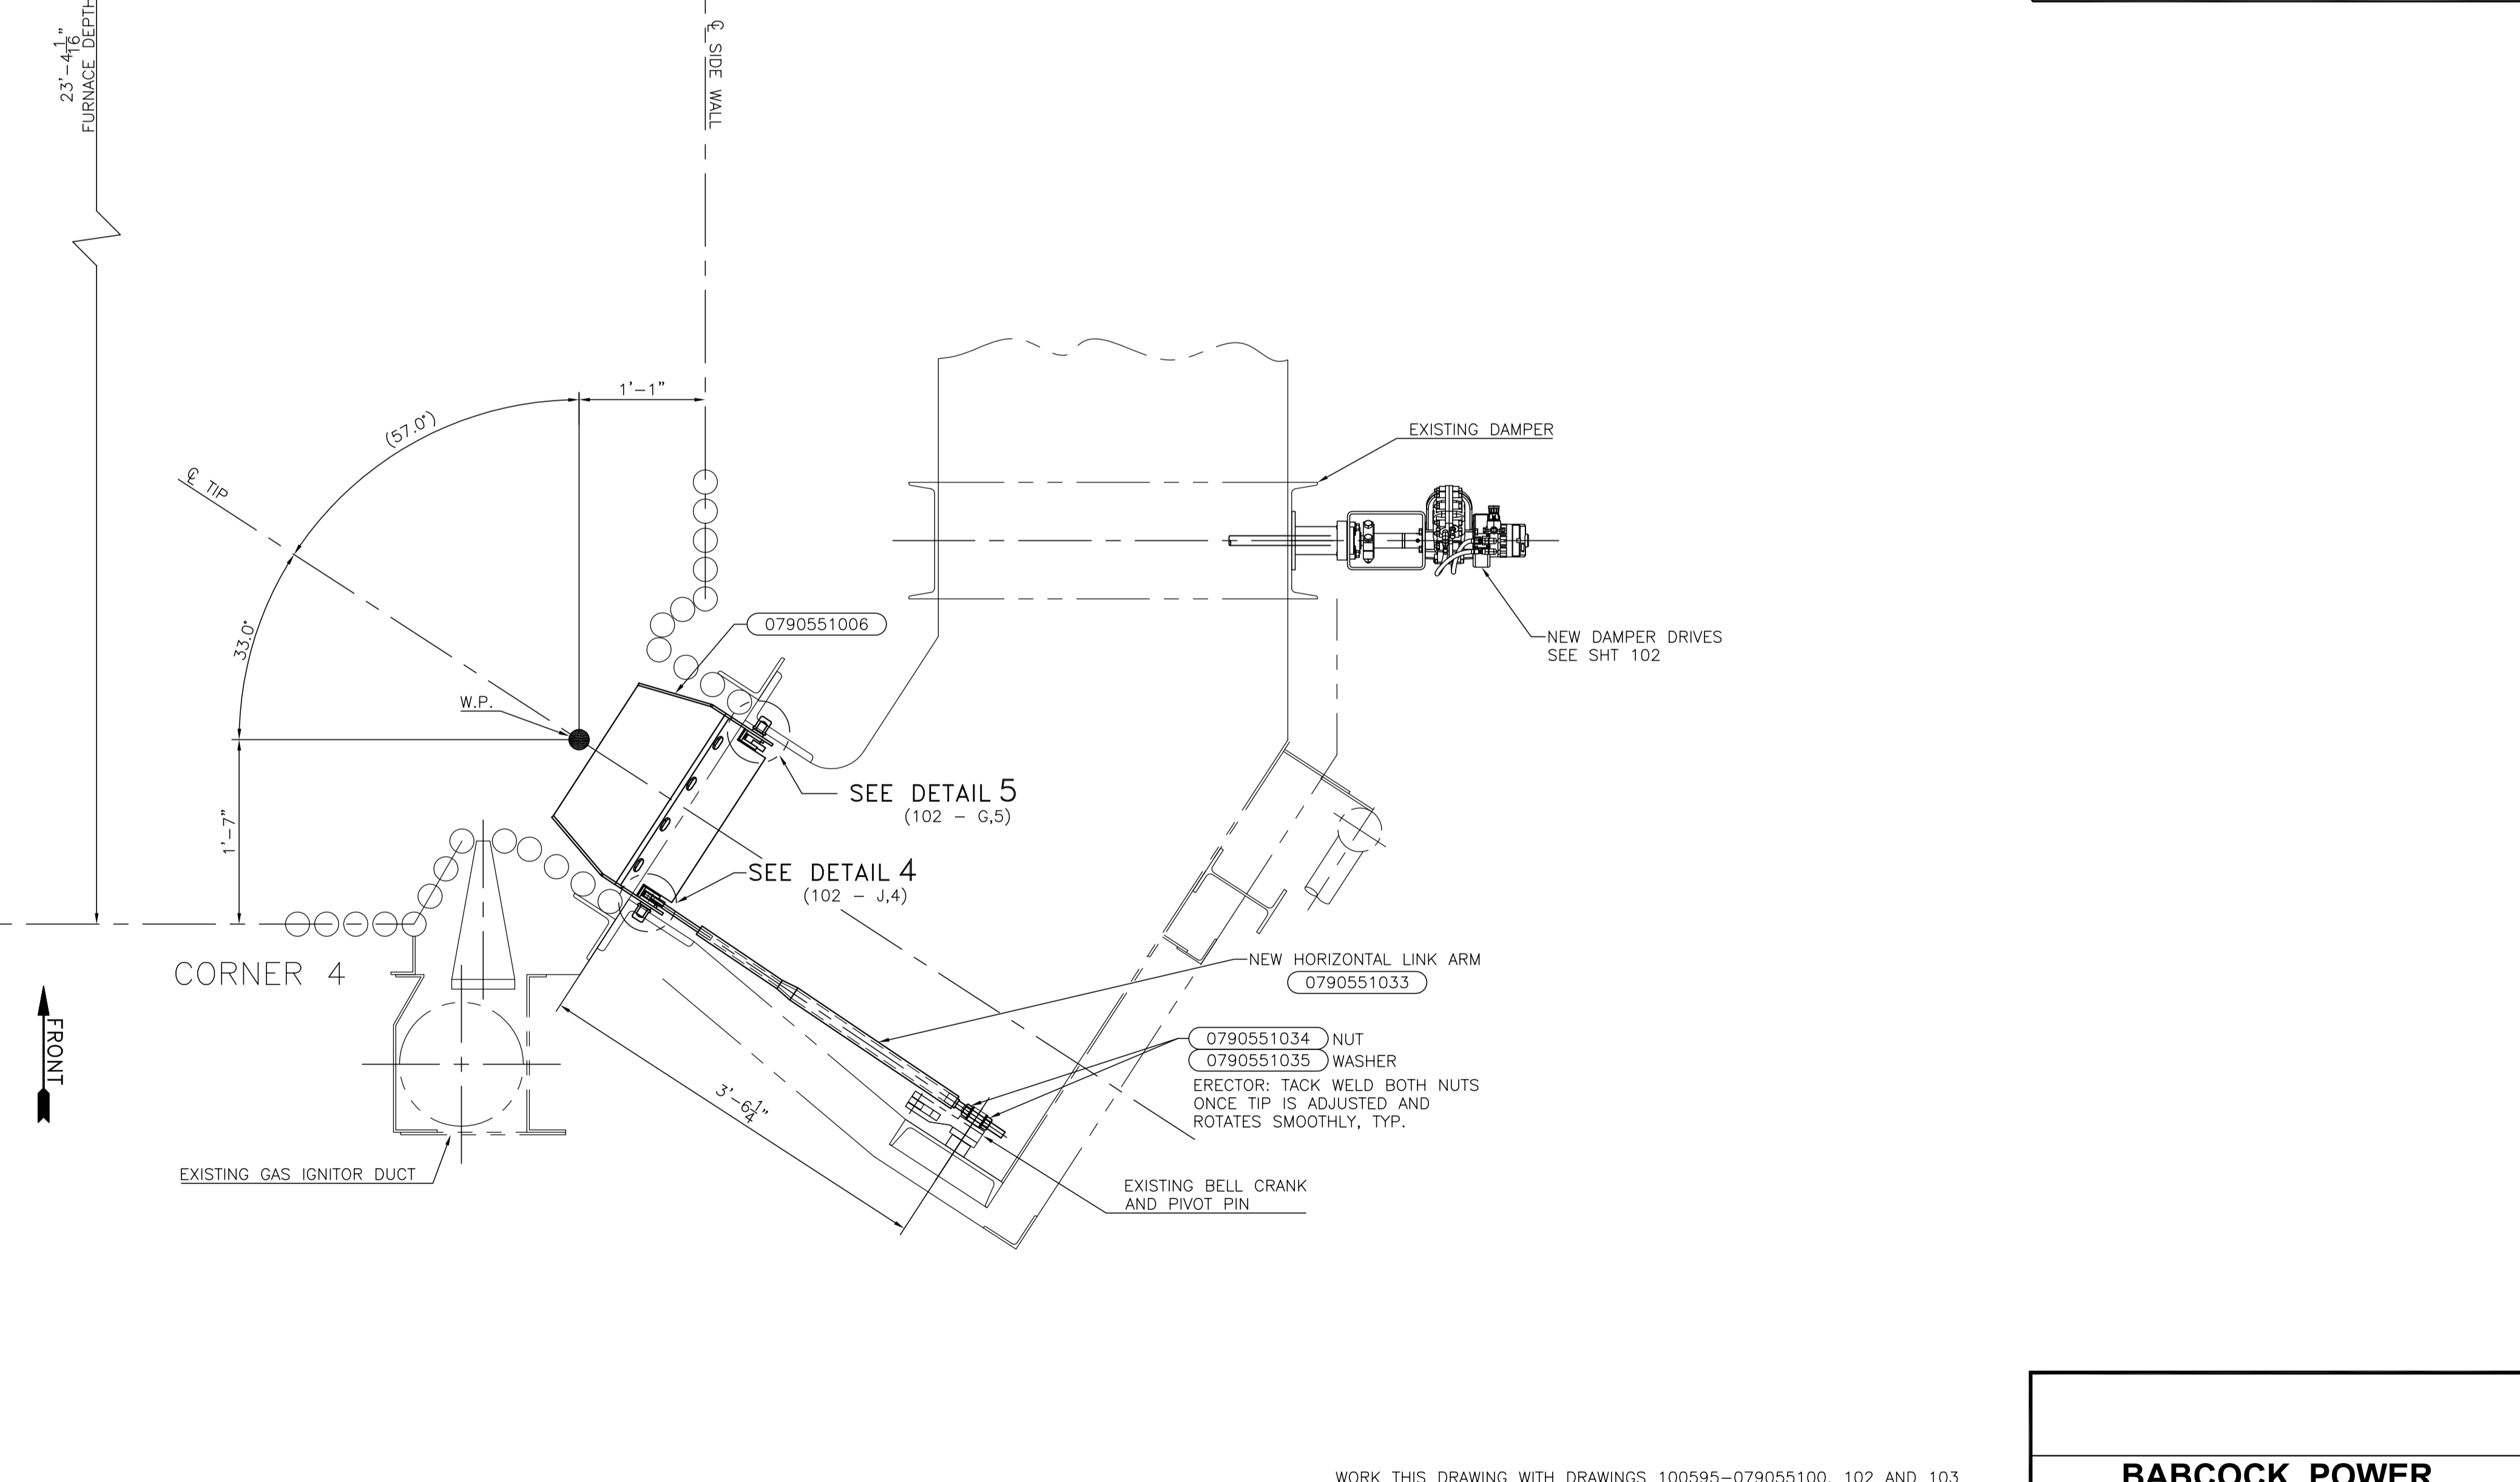 23'-4 1/16"
FURNACE DEPTH
℄ SIDE WALL
1'-1"
(57.0°)
℄ TIP
33.0°
EXISTING DAMPER
0790551006
NEW DAMPER DRIVES
SEE SHT 102
W.P.
SEE DETAIL 5
(102 - G,5)
1'-7"
SEE DETAIL 4
(102 - J,4)
CORNER 4
FRONT
NEW HORIZONTAL LINK ARM
0790551033
0790551034 NUT
0790551035 WASHER
ERECTOR: TACK WELD BOTH NUTS
ONCE TIP IS ADJUSTED AND
ROTATES SMOOTHLY, TYP.
3'-6 1/4"
EXISTING GAS IGNITOR DUCT
EXISTING BELL CRANK
AND PIVOT PIN
WORK THIS DRAWING WITH DRAWINGS 100595-079055100, 102 AND 103
BABCOCK POWER